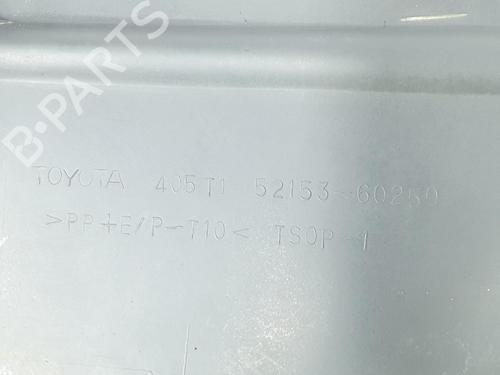 B-PARTS
TOYOTA 405T1 52153-60250
>PP+E/P-T10< TSOP-1